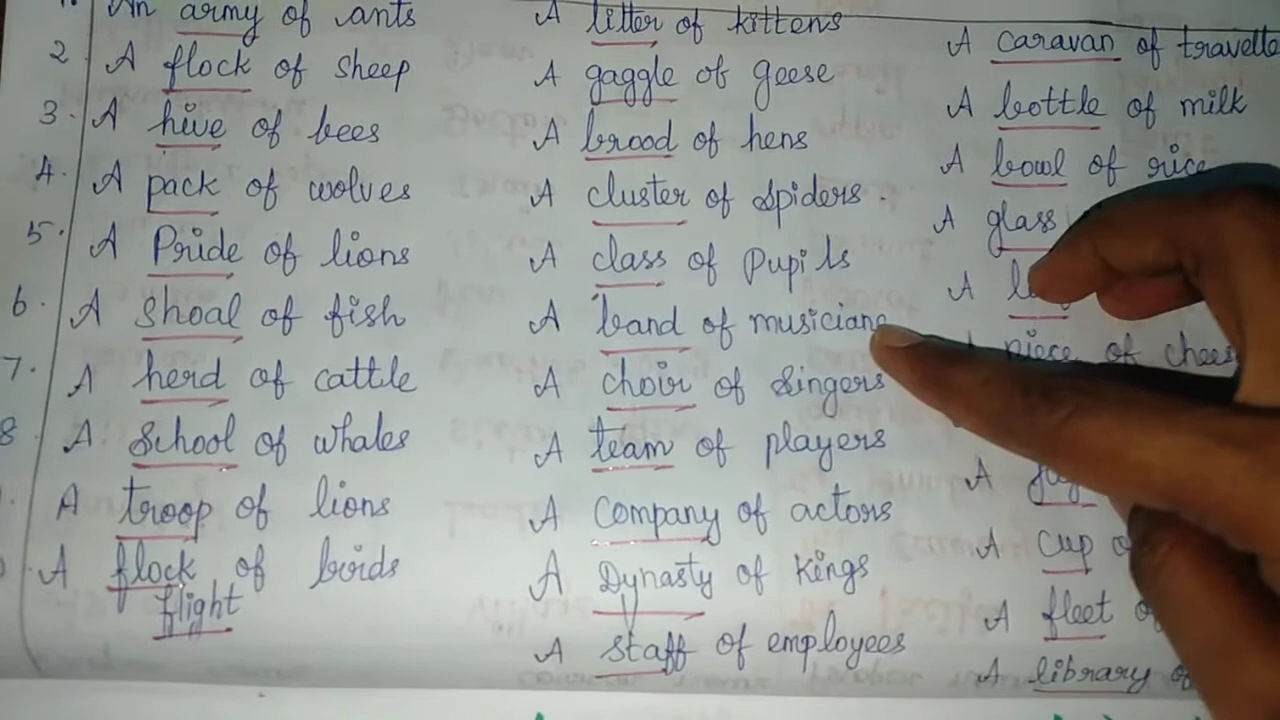 An army of ants
2. A flock of sheep
3. A hive of bees
4. A pack of wolves
5. A Pride of lions
6. A shoal of fish
7. A herd of cattle
8 A School of whales
A troop of lions
A flock of birds
flight
A litter of kittens
A gaggle of geese
A brood of hens
A cluster of spiders.
A class of Pupils
A band of musicians
A choir of singers
A team of players
A Company of actors
A Dynasty of Kings
A staff of employees
A caravan of
A bottle of milk
A bowl of rice
A glass
A
piece of
A
A cup
A fleet
A library of